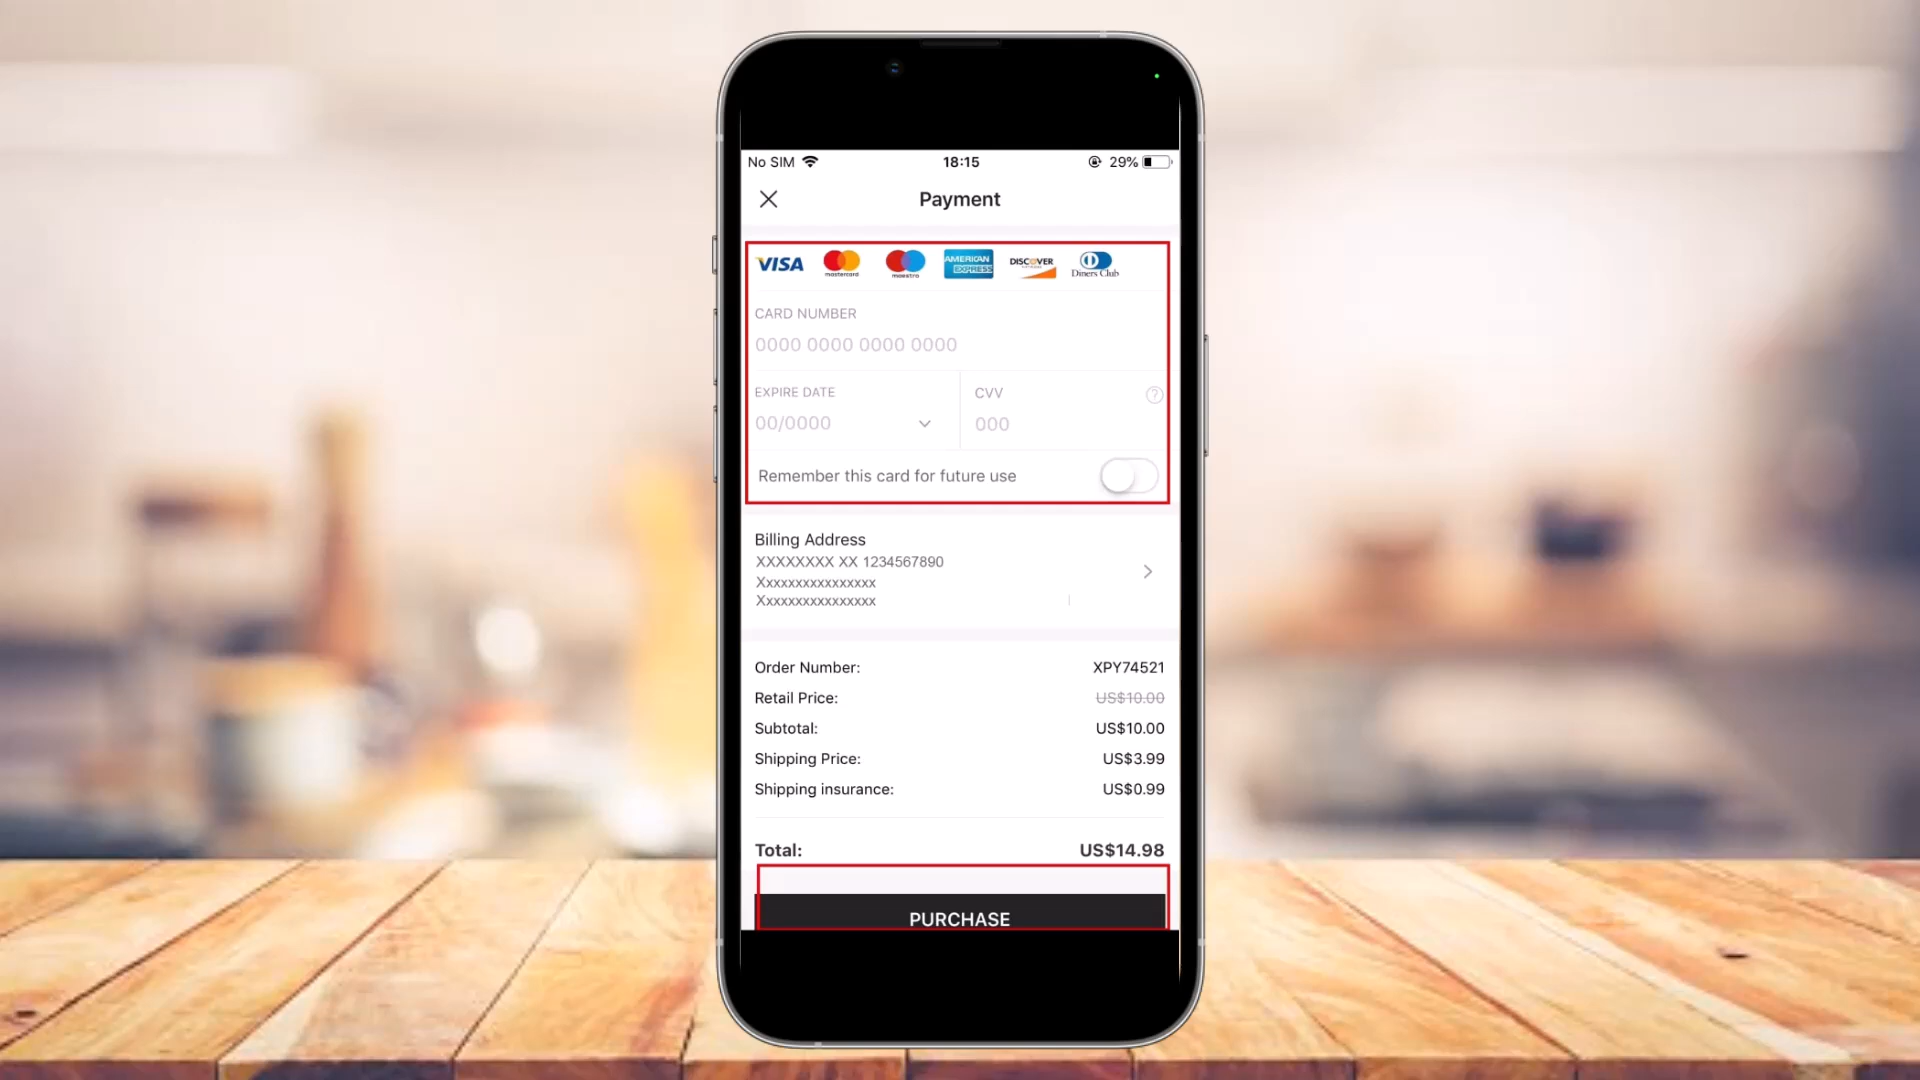 No SIM 18:15 29%
Payment
VISA mastercard maestro AMERICAN EXPRESS DISCOVER Diners Club
CARD NUMBER
0000 0000 0000 0000
EXPIRE DATE CVV ?
00/0000 000
Remember this card for future use
Billing Address
XXXXXXXX XX 1234567890
Xxxxxxxxxxxxxxxx
Xxxxxxxxxxxxxxxx
Order Number: XPY74521
Retail Price: US$10.00
Subtotal: US$10.00
Shipping Price: US$3.99
Shipping insurance: US$0.99
Total: US$14.98
PURCHASE